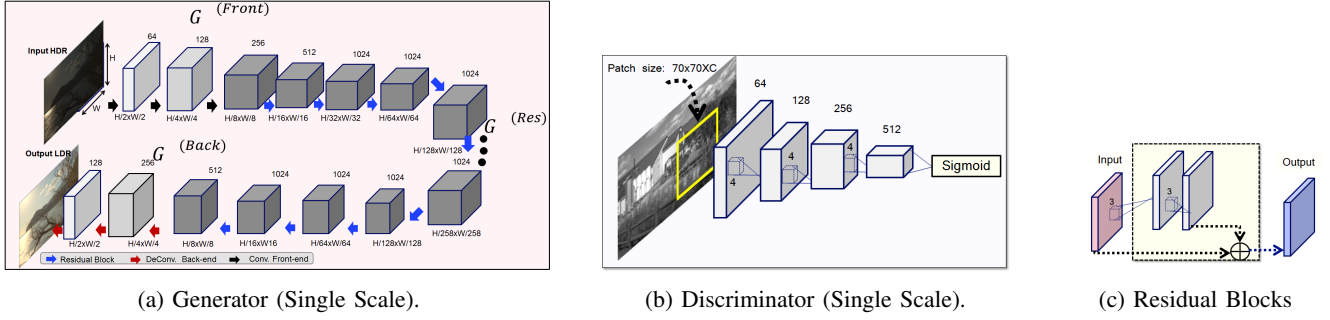 G (Front)
Input HDR
H
W
64
128
256
512
1024
1024
1024
H/2xW/2
H/4xW/4
H/8xW/8
H/16xW/16
H/32xW/32
H/64xW/64
H/128xW/128
G (Res)
Output LDR
G (Back)
128
256
512
1024
1024
1024
1024
H/2xW/2
H/4xW/4
H/8xW/8
H/16xW16
H/64xW/64
H/128xW/128
H/258xW/258
Residual Block
DeConv. Back-end
Conv. Front-end
(a) Generator (Single Scale).
Patch size: 70x70XC
64
128
256
512
4
4
4
Sigmoid
(b) Discriminator (Single Scale).
Input
Output
3
3
(c) Residual Blocks